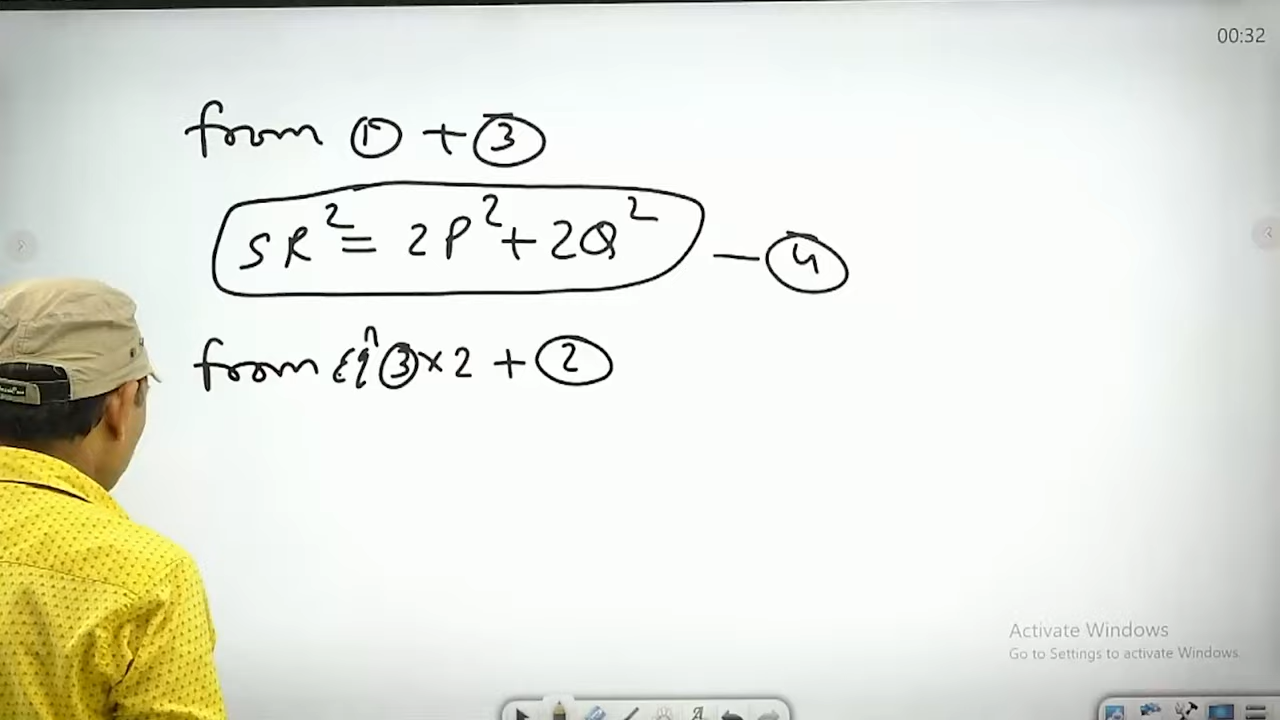 00:32
from ① + ③
5R² = 2P² + 2Q² — ④
from Eqⁿ ③ × 2 + ②
Activate Windows
Go to Settings to activate Windows.